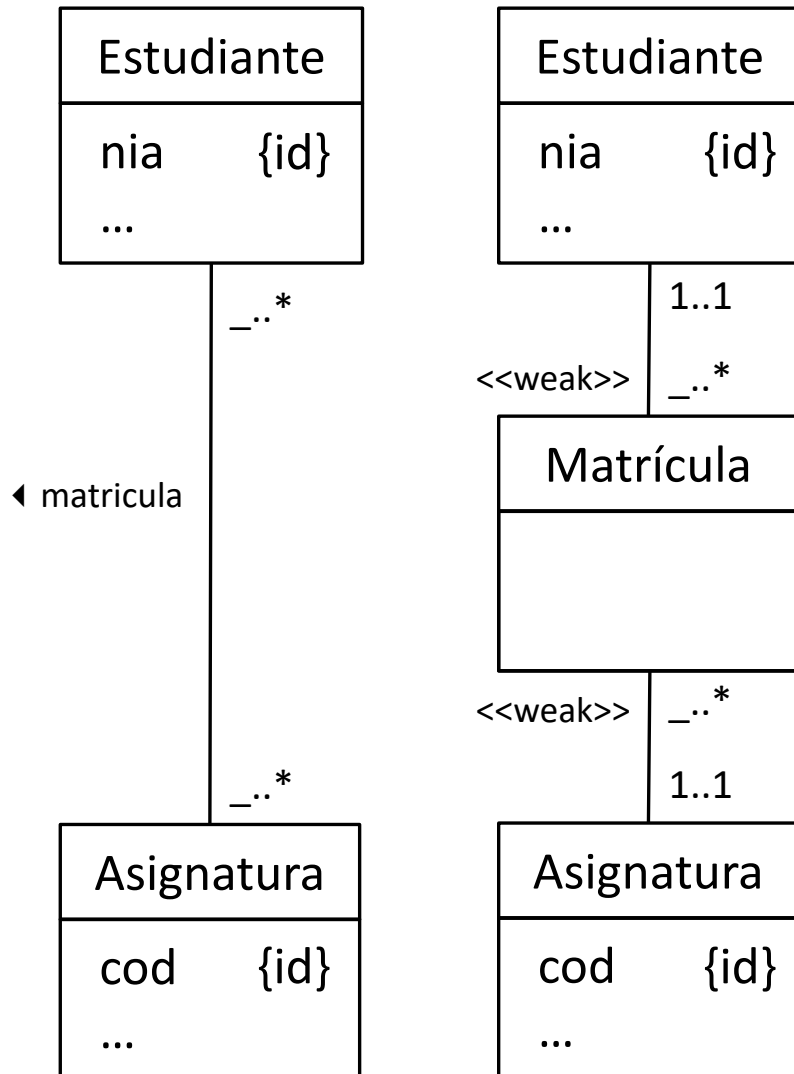 Estudiante
nia {id}
...
_..*
matricula
_..*
Asignatura
cod {id}
...
Estudiante
nia {id}
...
1..1
<<weak>> _..*
Matrícula
<<weak>> _..*
1..1
Asignatura
cod {id}
...